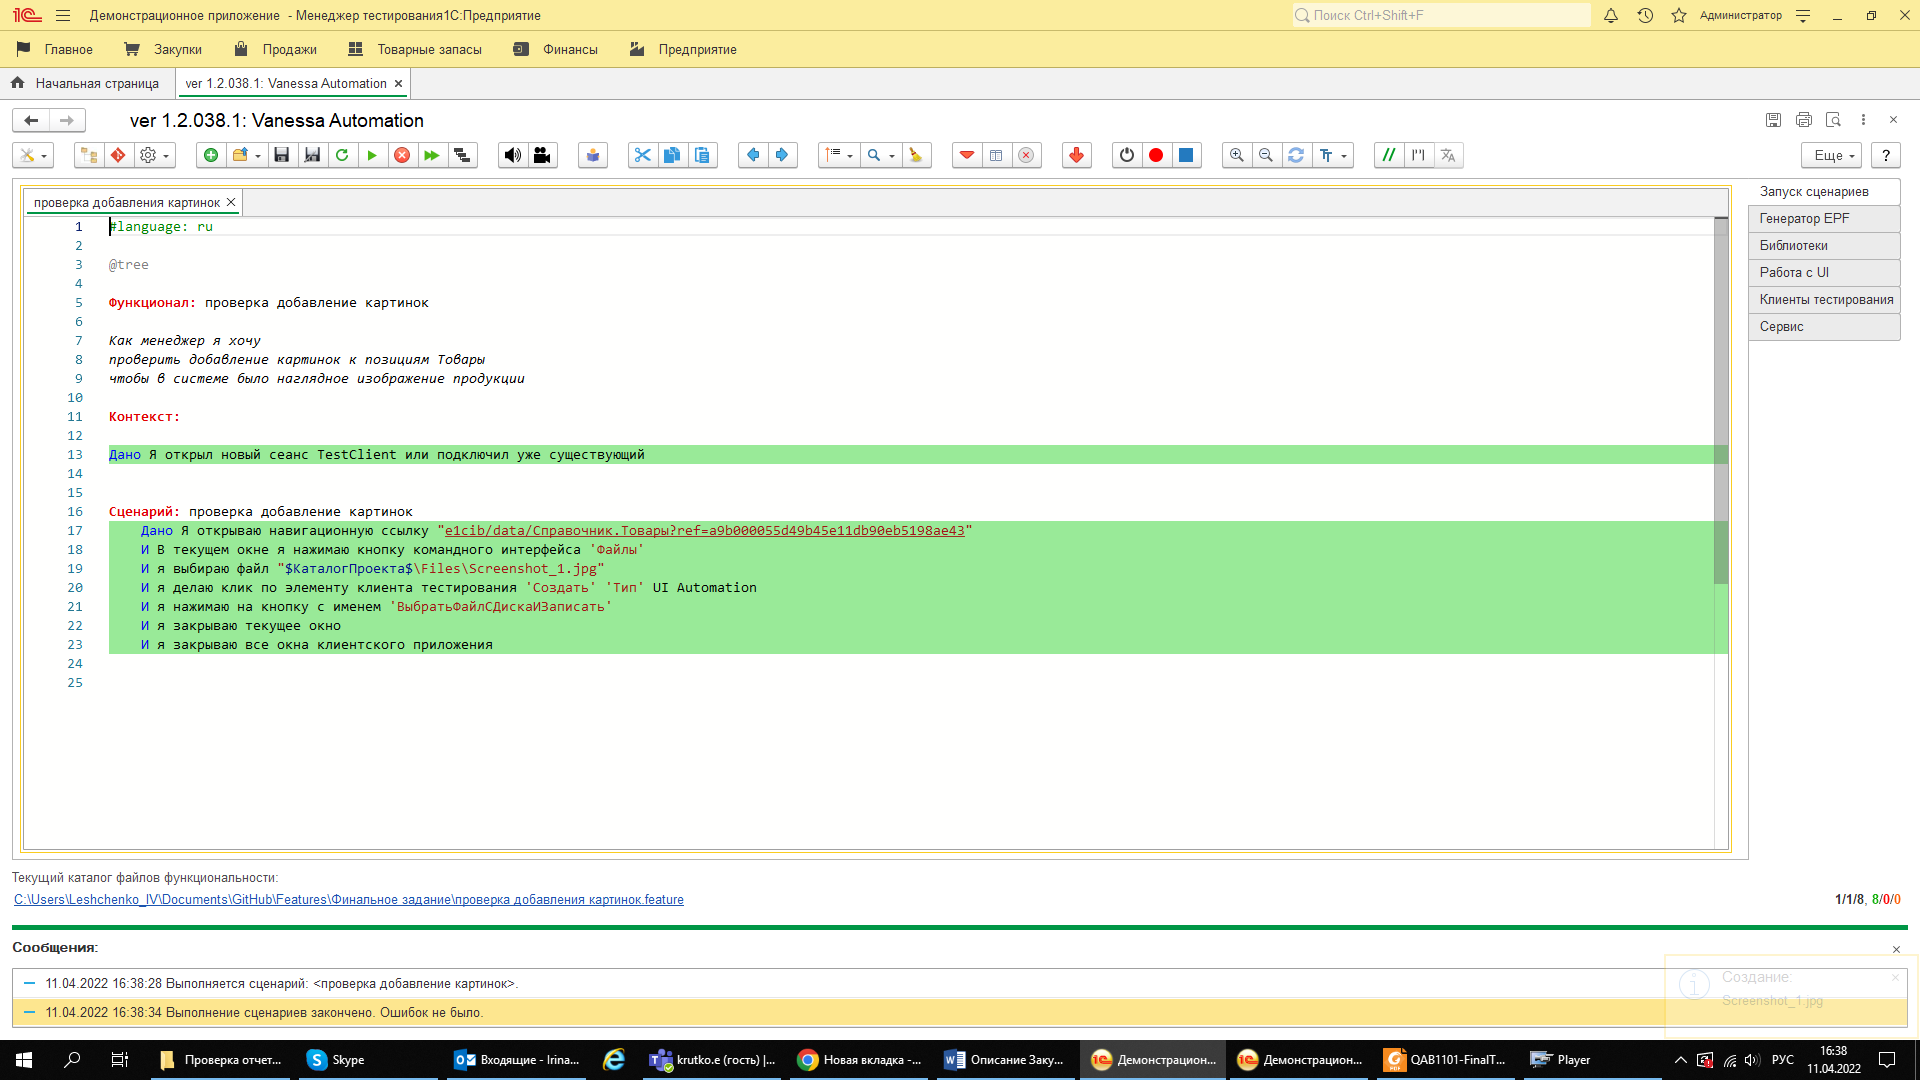 Демонстрационное приложение - Менеджер тестирования1С:Предприятие
Поиск Ctrl+Shift+F
Администратор
Главное
Закупки
Продажи
Товарные запасы
Финансы
Предприятие
Начальная страница
ver 1.2.038.1: Vanessa Automation
ver 1.2.038.1: Vanessa Automation
Еще
?
проверка добавления картинок
1 #language: ru
2
3 @tree
4
5 Функционал: проверка добавление картинок
6
7 Как менеджер я хочу
8 проверить добавление картинок к позициям Товары
9 чтобы в системе было наглядное изображение продукции
10
11 Контекст:
12
13 Дано Я открыл новый сеанс TestClient или подключил уже существующий
14
15
16 Сценарий: проверка добавление картинок
17 Дано Я открываю навигационную ссылку "e1cib/data/Справочник.Товары?ref=a9b000055d49b45e11db90eb5198ae43"
18 И В текущем окне я нажимаю кнопку командного интерфейса 'Файлы'
19 И я выбираю файл "$КаталогПроекта$\Files\Screenshot_1.jpg"
20 И я делаю клик по элементу клиента тестирования 'Создать' 'Тип' UI Automation
21 И я нажимаю на кнопку с именем 'ВыбратьФайлСДискаИЗаписать'
22 И я закрываю текущее окно
23 И я закрываю все окна клиентского приложения
24
25
Запуск сценариев
Генератор EPF
Библиотеки
Работа с UI
Клиенты тестирования
Сервис
Текущий каталог файлов функциональности:
C:\Users\Leshchenko_IV\Documents\GitHub\Features\Финальное задание\проверка добавления картинок.feature
1/1/8, 8/0/0
Сообщения:
11.04.2022 16:38:28 Выполняется сценарий: <проверка добавление картинок>.
11.04.2022 16:38:34 Выполнение сценариев закончено. Ошибок не было.
Создание:
Screenshot_1.jpg
Проверка отчет...
Skype
Входящие - Irina...
krutko.e (гость) |...
Новая вкладка -...
Описание Заку...
Демонстрацион...
Демонстрацион...
QAB1101-FinalT...
Player
РУС
16:38
11.04.2022